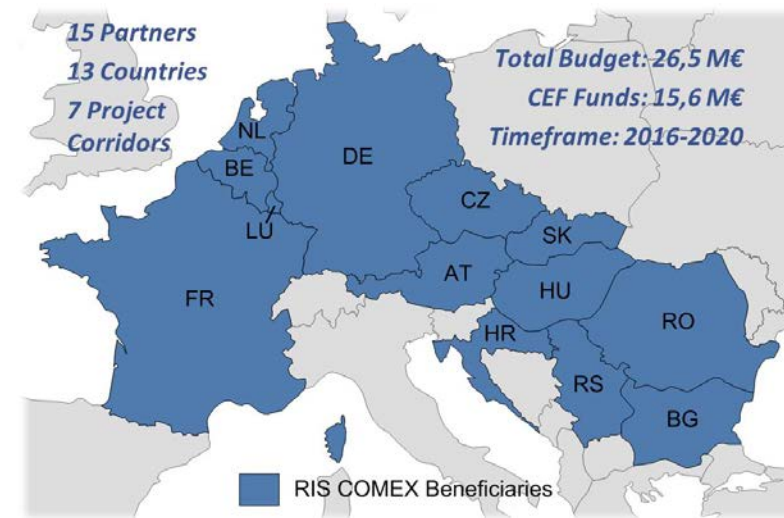 15 Partners
13 Countries
7 Project
Corridors
Total Budget: 26,5 M€
CEF Funds: 15,6 M€
Timeframe: 2016-2020
NL
BE
DE
LU
CZ
SK
FR
AT
HU
RO
HR
RS
BG
RIS COMEX Beneficiaries